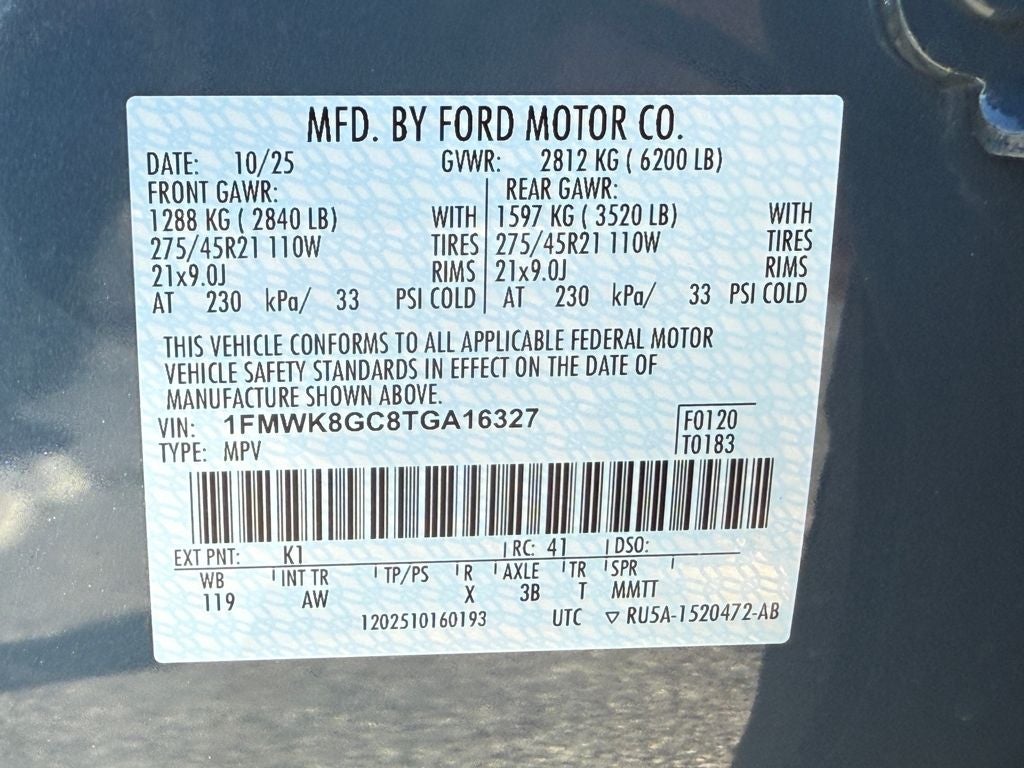 MFD. BY FORD MOTOR CO.
DATE: 10/25 GVWR: 2812 KG ( 6200 LB)
FRONT GAWR: REAR GAWR:
1288 KG ( 2840 LB) WITH 1597 KG ( 3520 LB) WITH
275/45R21 110W TIRES 275/45R21 110W TIRES
21x9.0J RIMS 21x9.0J RIMS
AT 230 kPa/ 33 PSI COLD AT 230 kPa/ 33 PSI COLD
THIS VEHICLE CONFORMS TO ALL APPLICABLE FEDERAL MOTOR
VEHICLE SAFETY STANDARDS IN EFFECT ON THE DATE OF
MANUFACTURE SHOWN ABOVE.
VIN: 1FMWK8GC8TGA16327 F0120
TYPE: MPV T0183
EXT PNT: K1 RC: 41 DSO:
WB INT TR TP/PS R AXLE TR SPR
119 AW X 3B T MMTT
1202510160193 UTC ▽ RU5A-1520472-AB